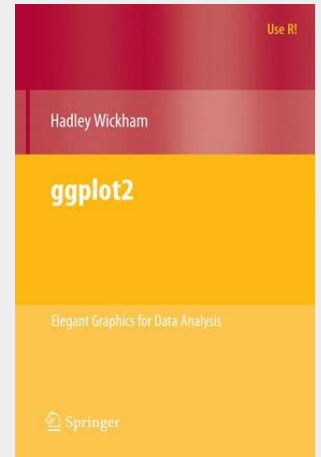 Use R!
Hadley Wickham
ggplot2
Elegant Graphics for Data Analysis
Springer